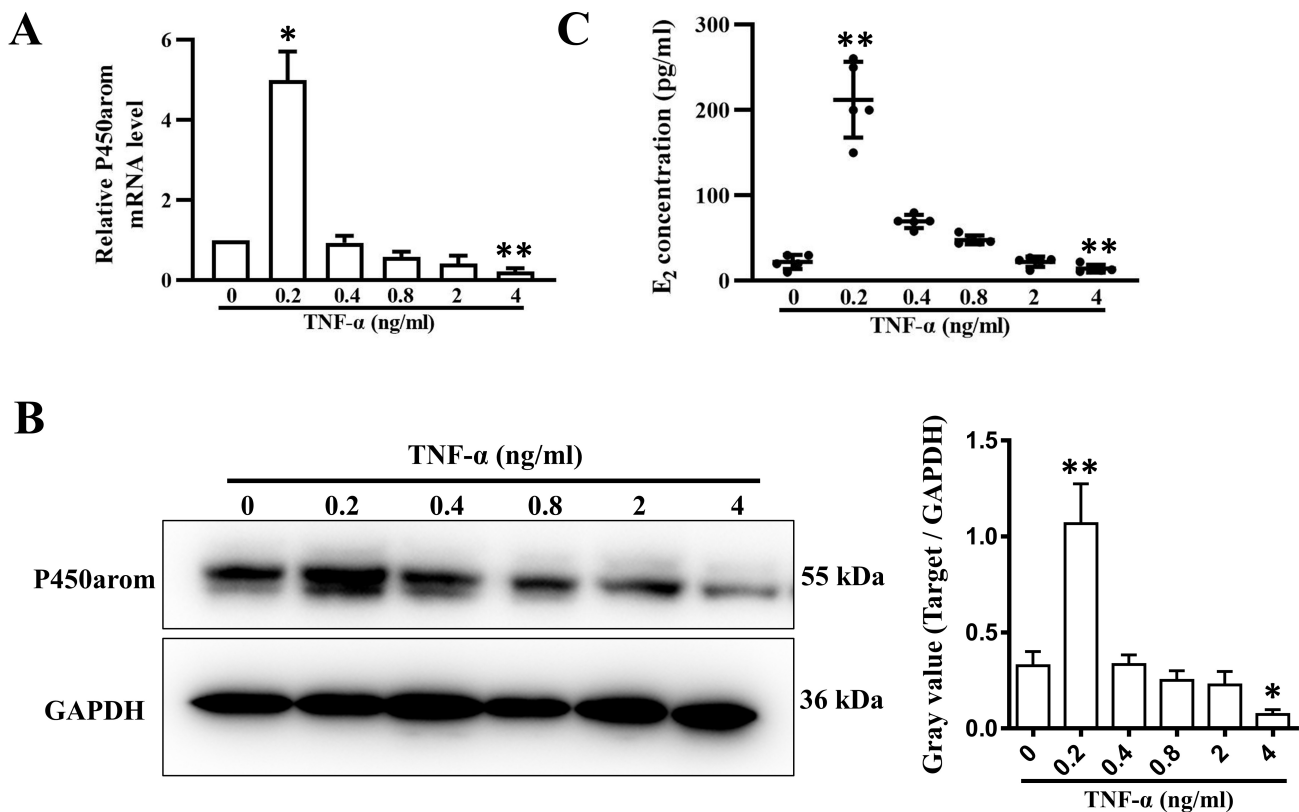 A
Relative P450arom
mRNA level
6
4
2
0
*
**
0 0.2 0.4 0.8 2 4
TNF-α (ng/ml)
C
E₂ concentration (pg/ml)
300
200
100
0
**
**
0 0.2 0.4 0.8 2 4
TNF-α (ng/ml)
B
TNF-α (ng/ml)
0 0.2 0.4 0.8 2 4
P450arom
55 kDa
GAPDH
36 kDa
Gray value (Target / GAPDH)
1.5
1.0
0.5
0.0
**
*
0 0.2 0.4 0.8 2 4
TNF-α (ng/ml)